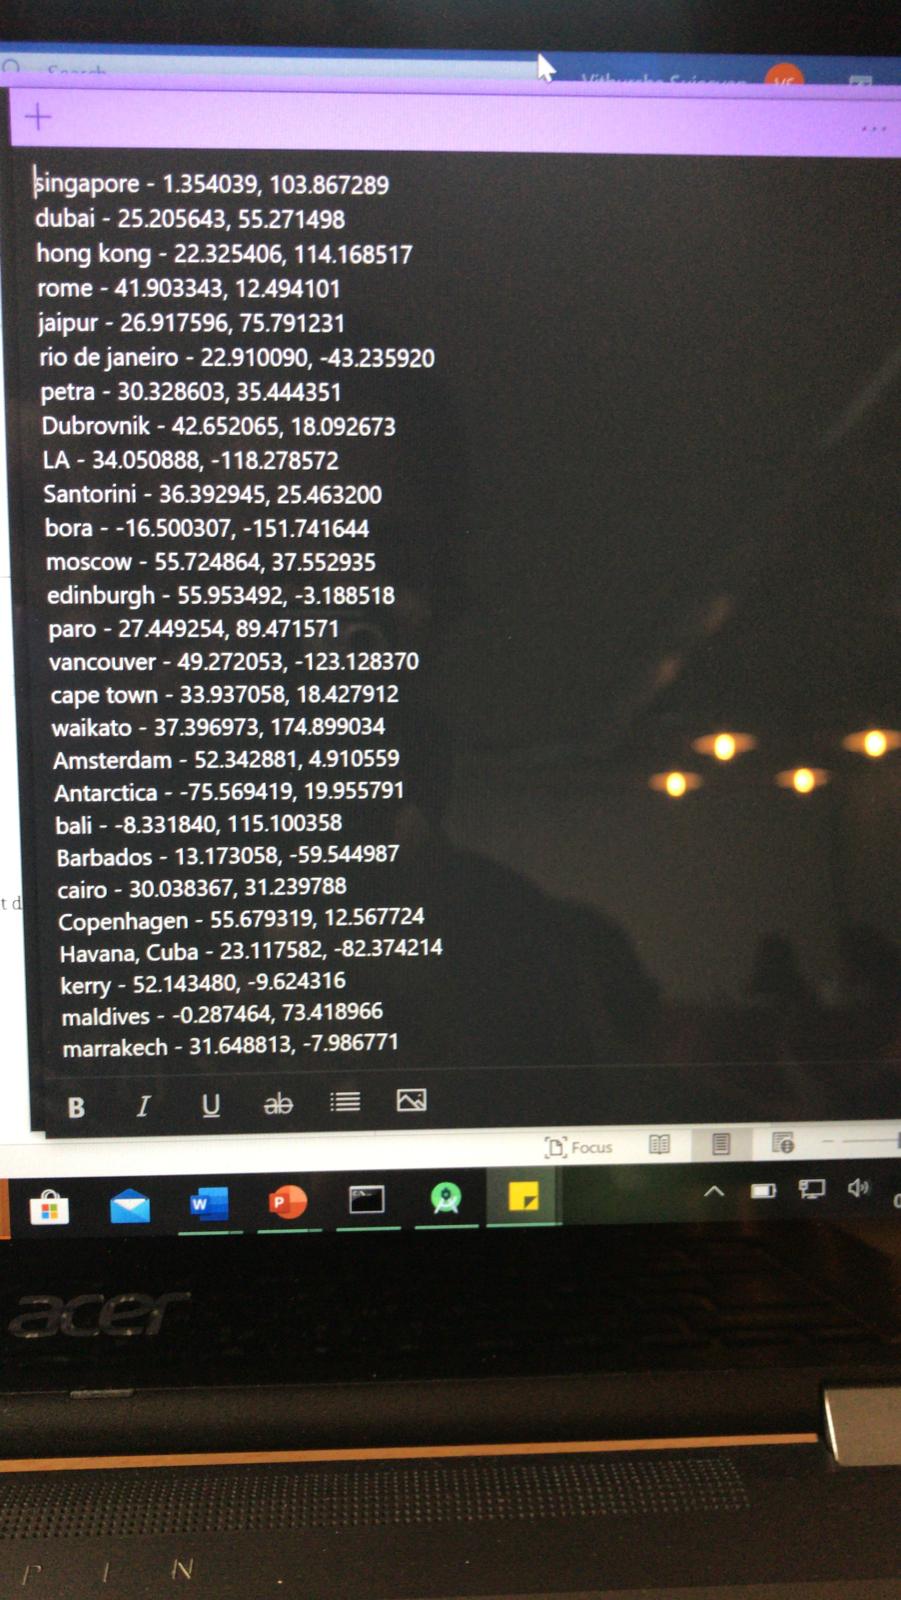 Search
singapore - 1.354039, 103.867289
dubai - 25.205643, 55.271498
hong kong - 22.325406, 114.168517
rome - 41.903343, 12.494101
jaipur - 26.917596, 75.791231
rio de janeiro - 22.910090, -43.235920
petra - 30.328603, 35.444351
Dubrovnik - 42.652065, 18.092673
LA - 34.050888, -118.278572
Santorini - 36.392945, 25.463200
bora - -16.500307, -151.741644
moscow - 55.724864, 37.552935
edinburgh - 55.953492, -3.188518
paro - 27.449254, 89.471571
vancouver - 49.272053, -123.128370
cape town - 33.937058, 18.427912
waikato - 37.396973, 174.899034
Amsterdam - 52.342881, 4.910559
Antarctica - -75.569419, 19.955791
bali - -8.331840, 115.100358
Barbados - 13.173058, -59.544987
cairo - 30.038367, 31.239788
Copenhagen - 55.679319, 12.567724
Havana, Cuba - 23.117582, -82.374214
kerry - 52.143480, -9.624316
maldives - -0.287464, 73.418966
marrakech - 31.648813, -7.986771
B I U ab
Focus
W P
acer
P I N